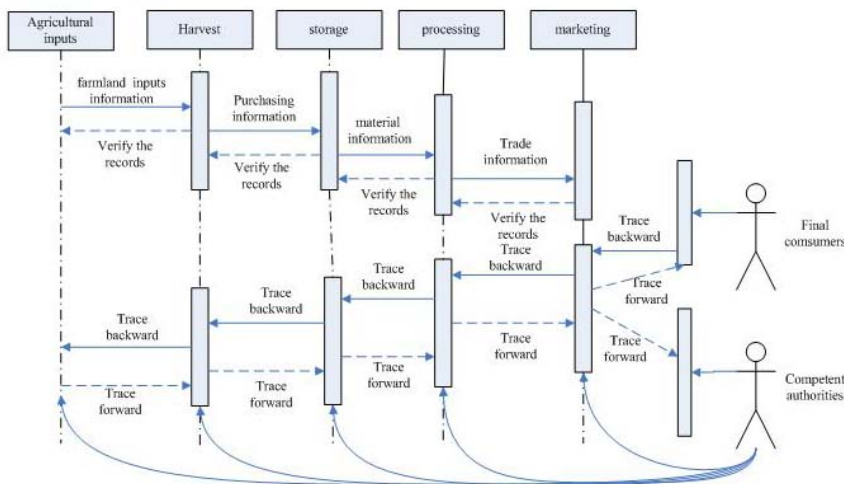 Agricultural
inputs
Harvest
storage
processing
marketing
farmland inputs
information
Purchasing
information
material
information
Trade
information
Verify the
records
Verify the
records
Verify the
records
Verify the
records
Trace
backward
Final
comsumers
Trace
backward
Trace
backward
Trace
backward
Trace
backward
Trace
forward
Trace
forward
Trace
forward
Trace
forward
Trace
forward
Trace
forward
Competent
authorities